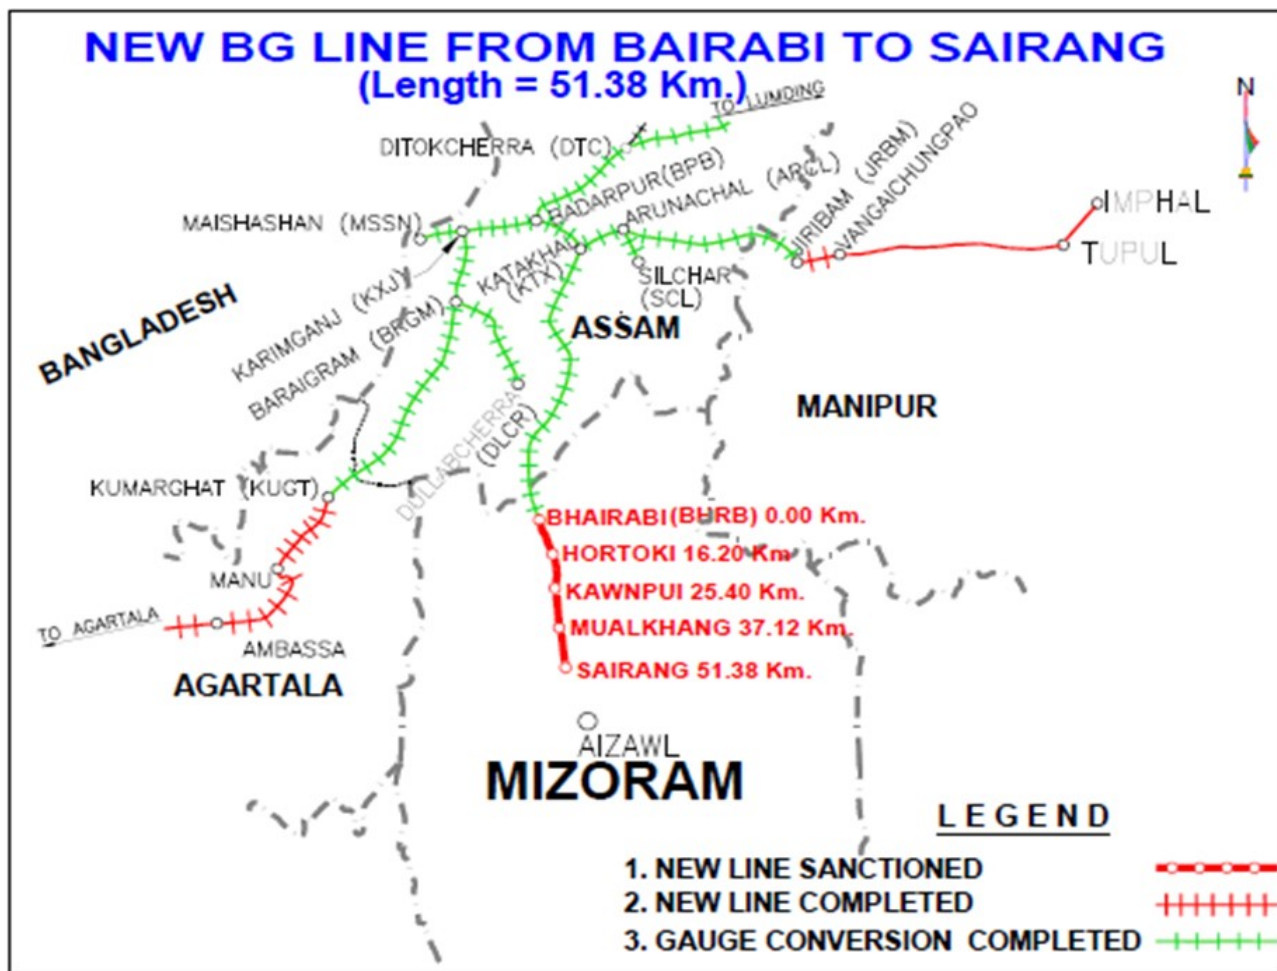 NEW BG LINE FROM BAIRABI TO SAIRANG
(Length = 51.38 Km.)
N
TO LUMDING
DITOKCHERRA (DTC)
BADARPUR(BPB)
ARUNACHAL (ARCL)
JIRIBAM (JRBM)
VANGAICHUNGPAO
IMPHAL
TUPUL
MAISHASHAN (MSSN)
KATAKHAL
(KTX)
SILCHAR
(SCL)
KARIMGANJ (KXJ)
BARAIGRAM (BRGM)
BANGLADESH
ASSAM
MANIPUR
DULLABCHERRA
(DLCR)
KUMARGHAT (KUGT)
BHAIRABI(BHRB) 0.00 Km.
HORTOKI 16.20 Km
KAWNPUI 25.40 Km.
MUALKHANG 37.12 Km.
SAIRANG 51.38 Km.
MANU
TO AGARTALA
AMBASSA
AGARTALA
AIZAWL
MIZORAM
LEGEND
1. NEW LINE SANCTIONED
2. NEW LINE COMPLETED
3. GAUGE CONVERSION COMPLETED